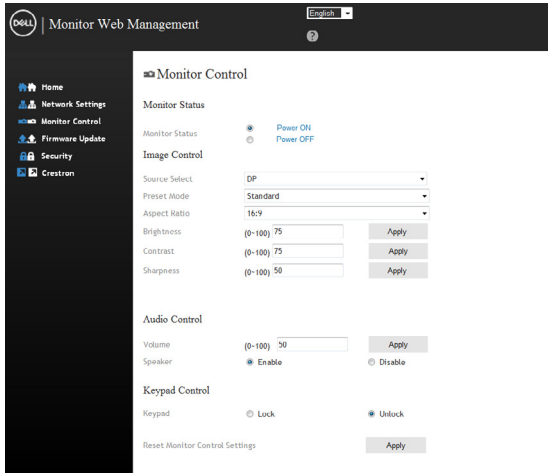 English
DELL | Monitor Web Management
?
Home
Network Settings
Monitor Control
Firmware Update
Security
Crestron
Monitor Control
Monitor Status
Monitor Status Power ON
Power OFF
Image Control
Source Select DP
Preset Mode Standard
Aspect Ratio 16:9
Brightness (0~100) 75 Apply
Contrast (0~100) 75 Apply
Sharpness (0~100) 50 Apply
Audio Control
Volume (0~100) 50 Apply
Speaker Enable Disable
Keypad Control
Keypad Lock Unlock
Reset Monitor Control Settings Apply